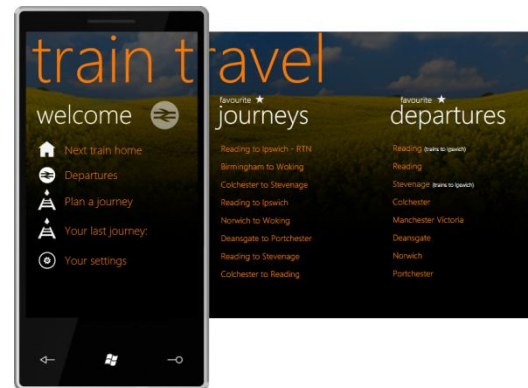 train travel
welcome
Next train home
Departures
Plan a journey
Your last journey:
Your settings
favourite
journeys
Reading to Ipswich - RTN
Birmingham to Woking
Colchester to Stevenage
Reading to Ipswich
Norwich to Woking
Deansgate to Portchester
Reading to Stevenage
Colchester to Reading
favourite
departures
Reading (trains to Ipswich)
Reading
Stevenage (trains to Ipswich)
Colchester
Manchester Victoria
Deansgate
Norwich
Portchester